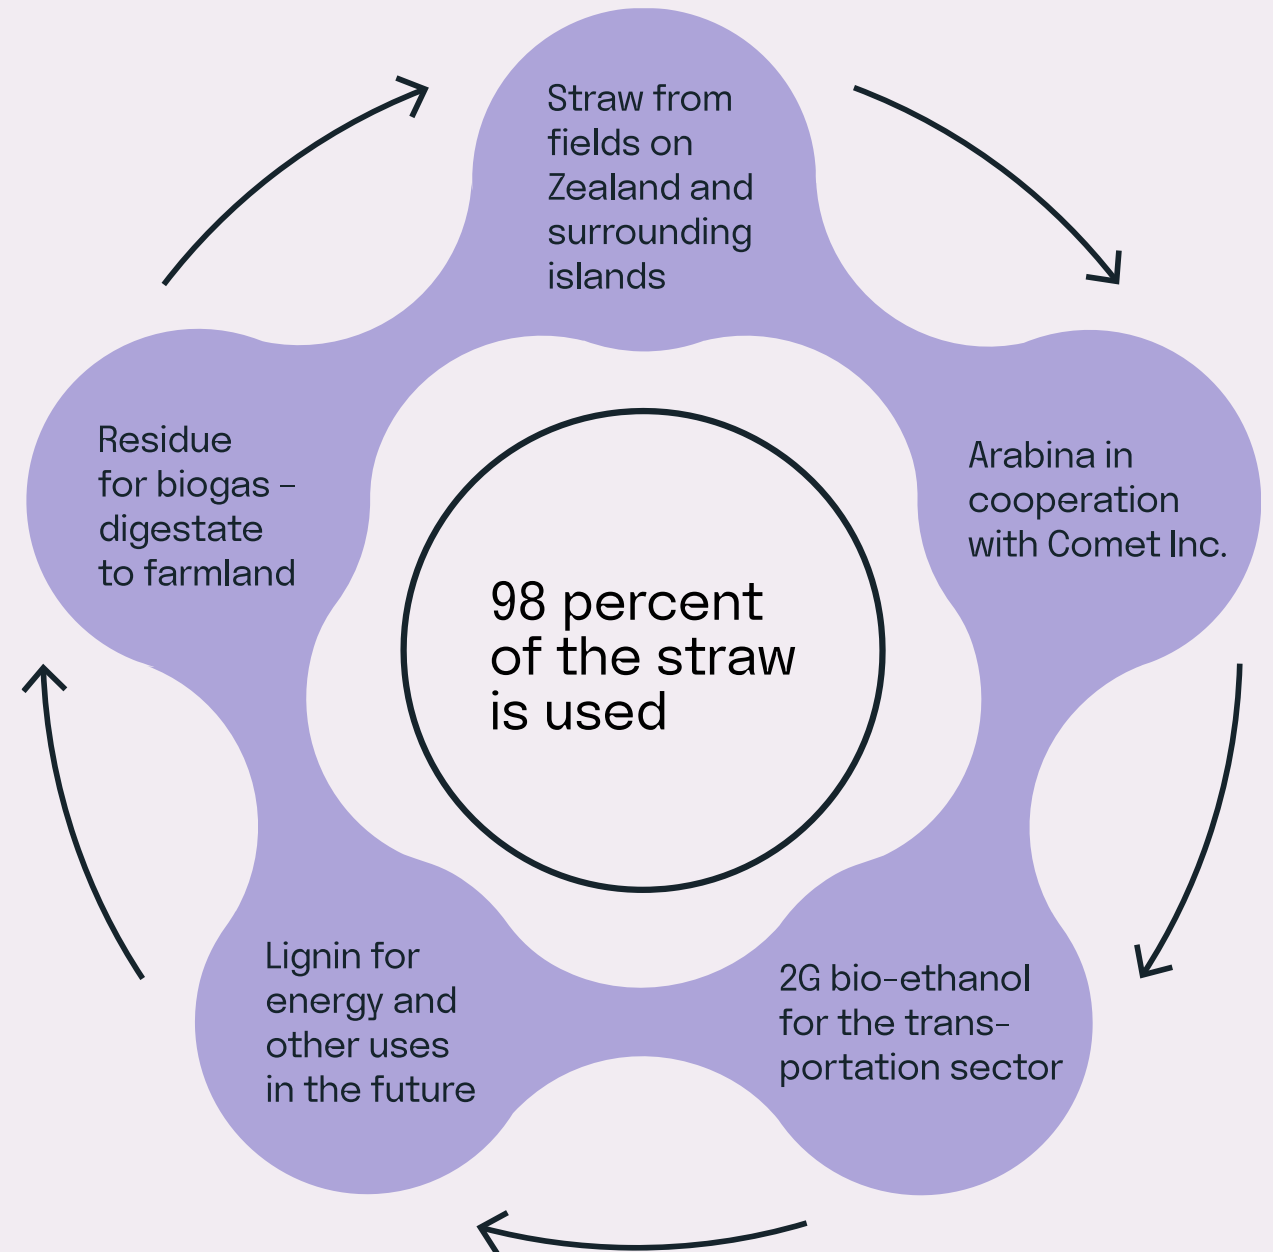 Straw from
fields on
Zealand and
surrounding
islands
Arabina in
cooperation
with Comet Inc.
2G bio-ethanol
for the trans-
portation sector
Lignin for
energy and
other uses
in the future
Residue
for biogas –
digestate
to farmland
98 percent
of the straw
is used